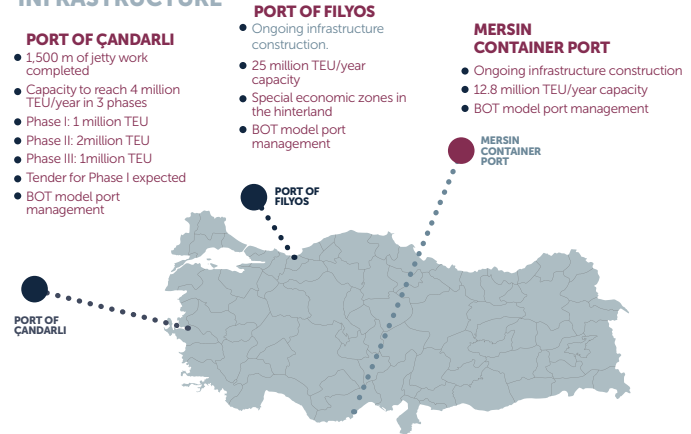 INFRASTRUCTURE
PORT OF ÇANDARLI
• 1,500 m of jetty work
completed
• Capacity to reach 4 million
TEU/year in 3 phases
• Phase I: 1 million TEU
• Phase II: 2million TEU
• Phase III: 1million TEU
• Tender for Phase I expected
• BOT model port
management
PORT OF FILYOS
• Ongoing infrastructure
construction.
• 25 million TEU/year
capacity
• Special economic zones in
the hinterland
• BOT model port
management
MERSIN
CONTAINER PORT
• Ongoing infrastructure construction
• 12.8 million TEU/year capacity
• BOT model port management
MERSIN
CONTAINER
PORT
PORT OF
FILYOS
PORT OF
ÇANDARLI